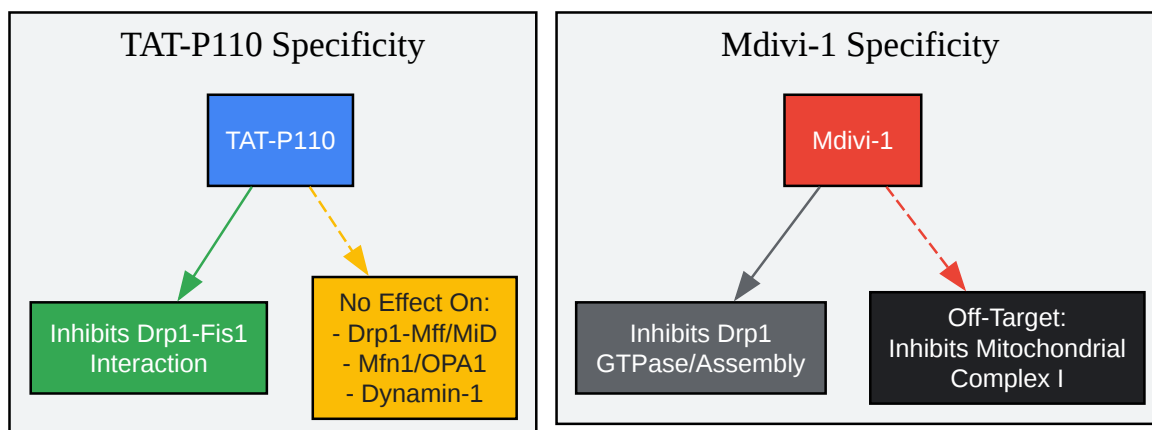 TAT-P110 Specificity
TAT-P110
Inhibits Drp1-Fis1
Interaction
No Effect On:
- Drp1-Mff/MiD
- Mfn1/OPA1
- Dynamin-1
Mdivi-1 Specificity
Mdivi-1
Inhibits Drp1
GTPase/Assembly
Off-Target:
Inhibits Mitochondrial
Complex I